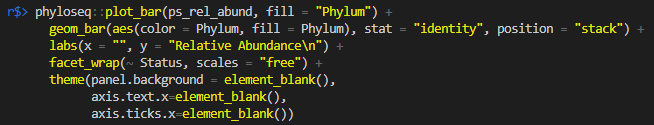 r$> phyloseq::plot_bar(ps_rel_abund, fill = "Phylum") +
geom_bar(aes(color = Phylum, fill = Phylum), stat = "identity", position = "stack") +
labs(x = "", y = "Relative Abundance\n") +
facet_wrap(~ Status, scales = "free") +
theme(panel.background = element_blank(),
axis.text.x=element_blank(),
axis.ticks.x=element_blank())